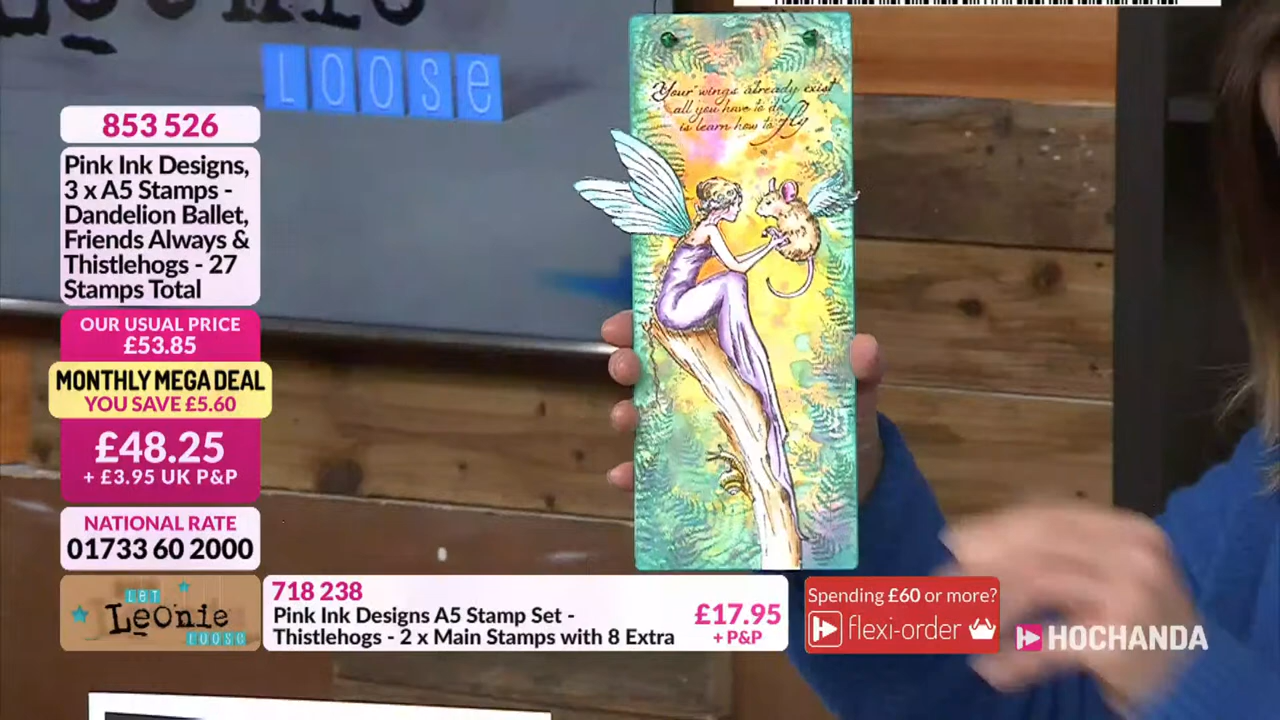 LOOSE
853 526
Pink Ink Designs,
3 x A5 Stamps -
Dandelion Ballet,
Friends Always &
Thistlehogs - 27
Stamps Total
OUR USUAL PRICE
£53.85
MONTHLY MEGA DEAL
YOU SAVE £5.60
£48.25
+ £3.95 UK P&P
NATIONAL RATE
01733 60 2000
Your wings already exist
all you have to do
is learn how to fly
LET
Leonie
LOOSE
718 238
Pink Ink Designs A5 Stamp Set -
Thistlehogs - 2 x Main Stamps with 8 Extra
£17.95
+ P&P
Spending £60 or more?
flexi-order
HOCHANDA